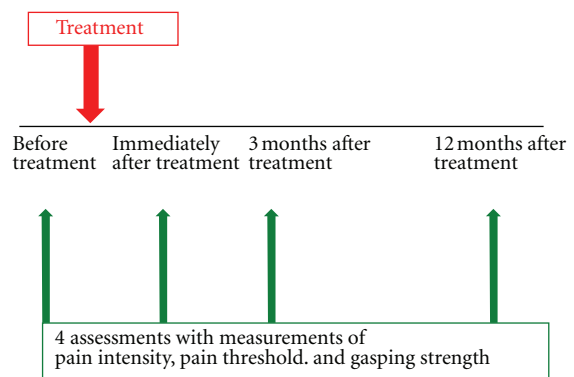 Treatment
Before treatment
Immediately after treatment
3 months after treatment
12 months after treatment
4 assessments with measurements of
pain intensity, pain threshold. and gasping strength